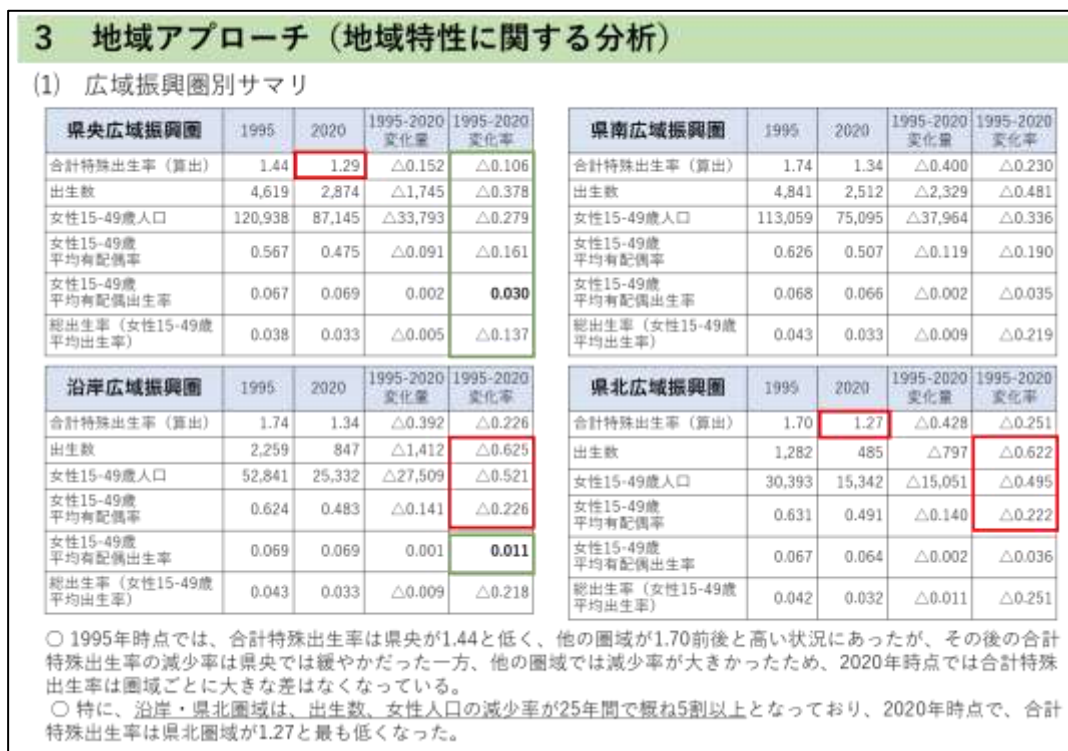 3 地域アプローチ（地域特性に関する分析）
⑴ 広域振興圏別サマリ
県央広域振興圏 1995 2020 1995-2020変化量 1995-2020変化率
合計特殊出生率（算出） 1.44 1.29 △0.152 △0.106
出生数 4,619 2,874 △1,745 △0.378
女性15-49歳人口 120,938 87,145 △33,793 △0.279
女性15-49歳平均有配偶率 0.567 0.475 △0.091 △0.161
女性15-49歳平均有配偶出生率 0.067 0.069 0.002 0.030
総出生率（女性15-49歳平均出生率） 0.038 0.033 △0.005 △0.137
県南広域振興圏 1995 2020 1995-2020変化量 1995-2020変化率
合計特殊出生率（算出） 1.74 1.34 △0.400 △0.230
出生数 4,841 2,512 △2,329 △0.481
女性15-49歳人口 113,059 75,095 △37,964 △0.336
女性15-49歳平均有配偶率 0.626 0.507 △0.119 △0.190
女性15-49歳平均有配偶出生率 0.068 0.066 △0.002 △0.035
総出生率（女性15-49歳平均出生率） 0.043 0.033 △0.009 △0.219
沿岸広域振興圏 1995 2020 1995-2020変化量 1995-2020変化率
合計特殊出生率（算出） 1.74 1.34 △0.392 △0.226
出生数 2,259 847 △1,412 △0.625
女性15-49歳人口 52,841 25,332 △27,509 △0.521
女性15-49歳平均有配偶率 0.624 0.483 △0.141 △0.226
女性15-49歳平均有配偶出生率 0.069 0.069 0.001 0.011
総出生率（女性15-49歳平均出生率） 0.043 0.033 △0.009 △0.218
県北広域振興圏 1995 2020 1995-2020変化量 1995-2020変化率
合計特殊出生率（算出） 1.70 1.27 △0.428 △0.251
出生数 1,282 485 △797 △0.622
女性15-49歳人口 30,393 15,342 △15,051 △0.495
女性15-49歳平均有配偶率 0.631 0.491 △0.140 △0.222
女性15-49歳平均有配偶出生率 0.067 0.064 △0.002 △0.036
総出生率（女性15-49歳平均出生率） 0.042 0.032 △0.011 △0.251
○ 1995年時点では、合計特殊出生率は県央が1.44と低く、他の圏域が1.70前後と高い状況にあったが、その後の合計
特殊出生率の減少率は県央では緩やかだった一方、他の圏域では減少率が大きかったため、2020年時点では合計特殊
出生率は圏域ごとに大きな差はなくなっている。
○ 特に、沿岸・県北圏域は、出生数、女性人口の減少率が25年間で概ね5割以上となっており、2020年時点で、合計
特殊出生率は県北圏域が1.27と最も低くなった。